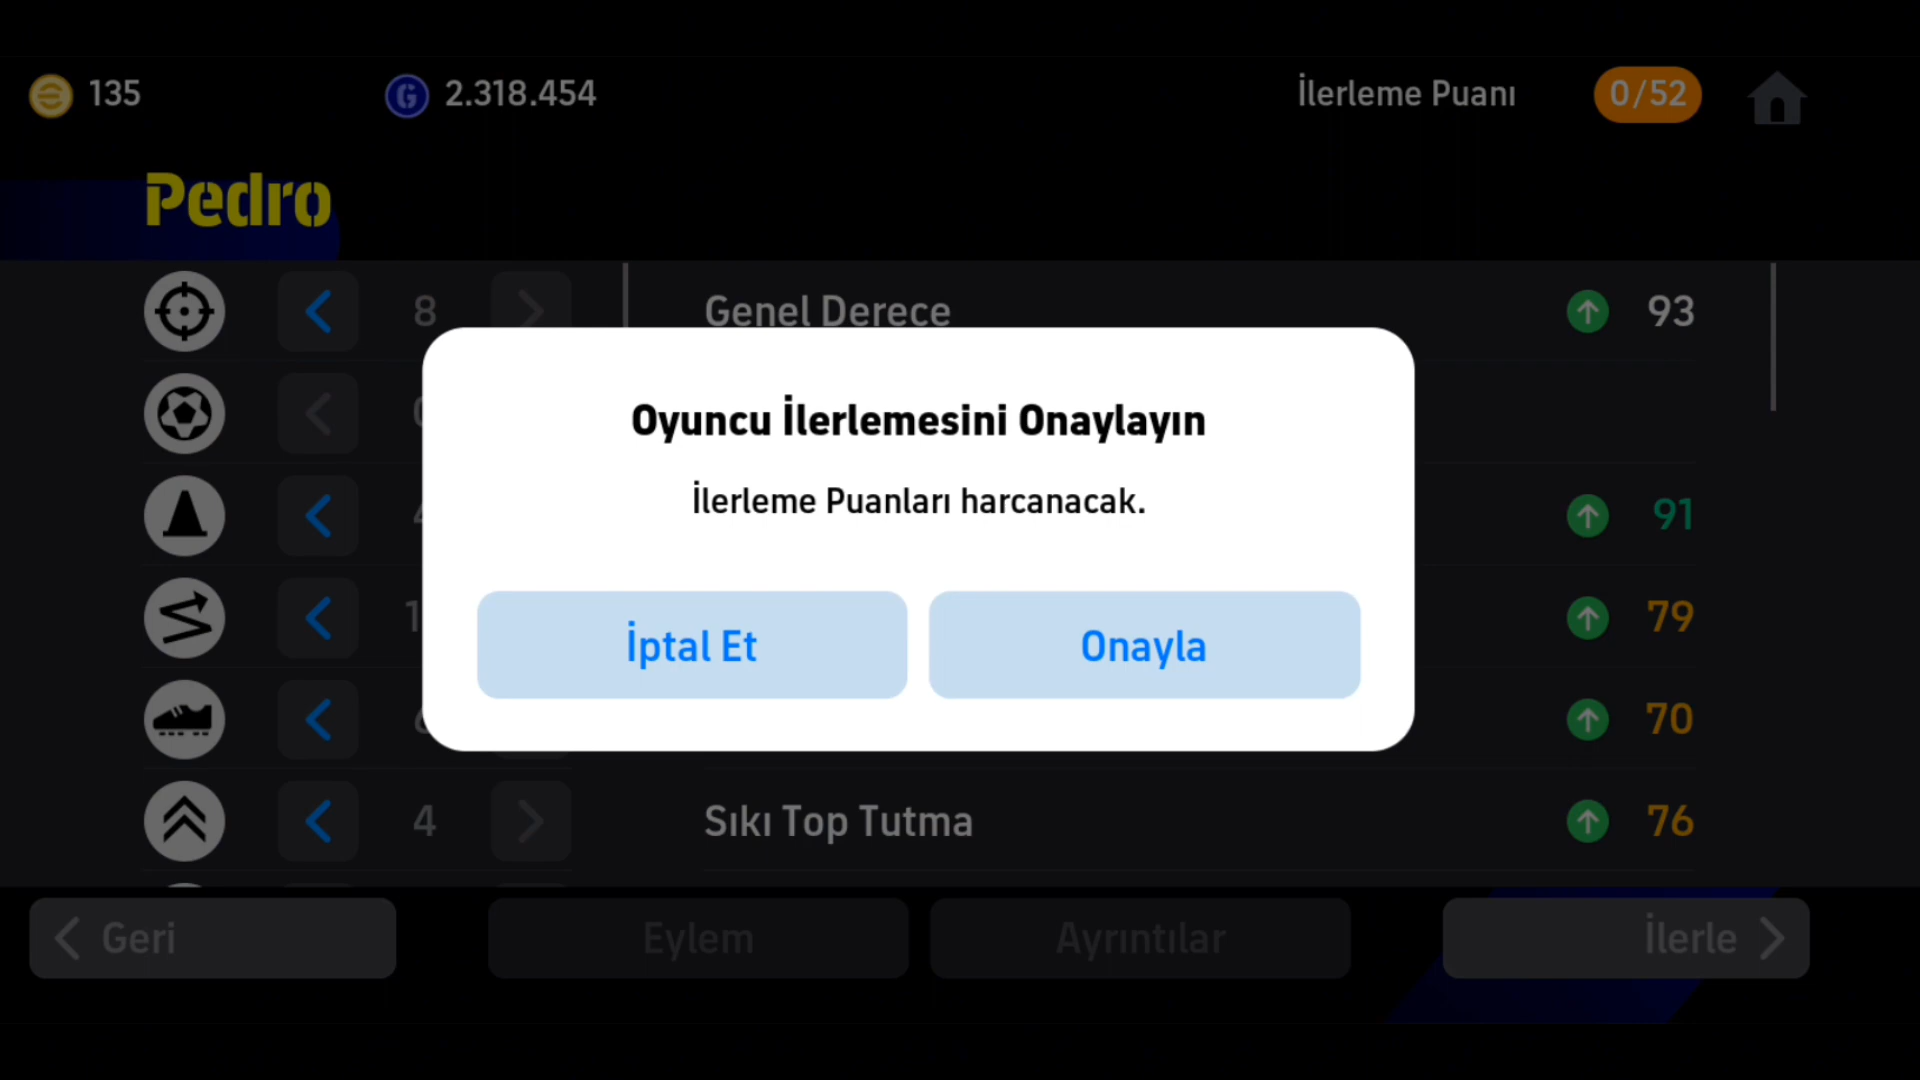 135
2.318.454
İlerleme Puanı
0/52
Pedro
8
Genel Derece
93
Oyuncu İlerlemesini Onaylayın
İlerleme Puanları harcanacak.
91
79
İptal Et
Onayla
70
4
Sıkı Top Tutma
76
Geri
Eylem
Ayrıntılar
İlerle